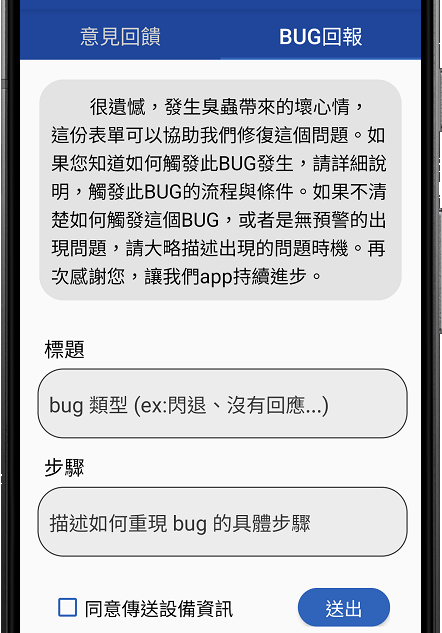 意見回饋
BUG回報
很遺憾，發生臭蟲帶來的壞心情，
這份表單可以協助我們修復這個問題。如
果您知道如何觸發此BUG發生，請詳細說
明，觸發此BUG的流程與條件。如果不清
楚如何觸發這個BUG，或者是無預警的出
現問題，請大略描述出現的問題時機。再
次感謝您，讓我們app持續進步。
標題
bug 類型 (ex:閃退、沒有回應...)
步驟
描述如何重現 bug 的具體步驟
同意傳送設備資訊
送出